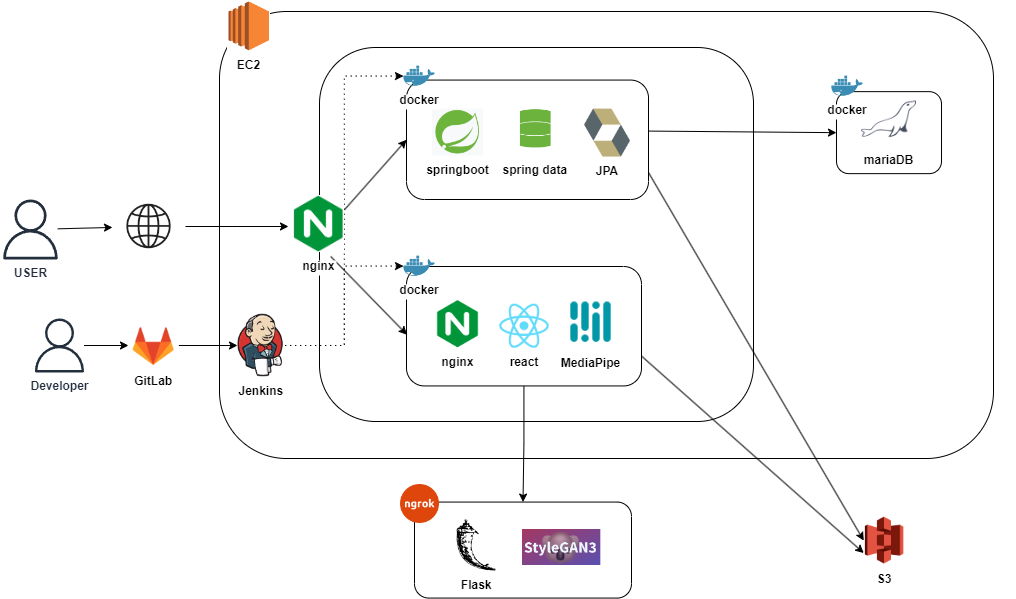 EC2
docker
springboot
spring data
JPA
docker
mariaDB
USER
N
nginx
docker
N
nginx
react
MediaPipe
Developer
GitLab
Jenkins
ngrok
Flask
StyleGAN3
S3